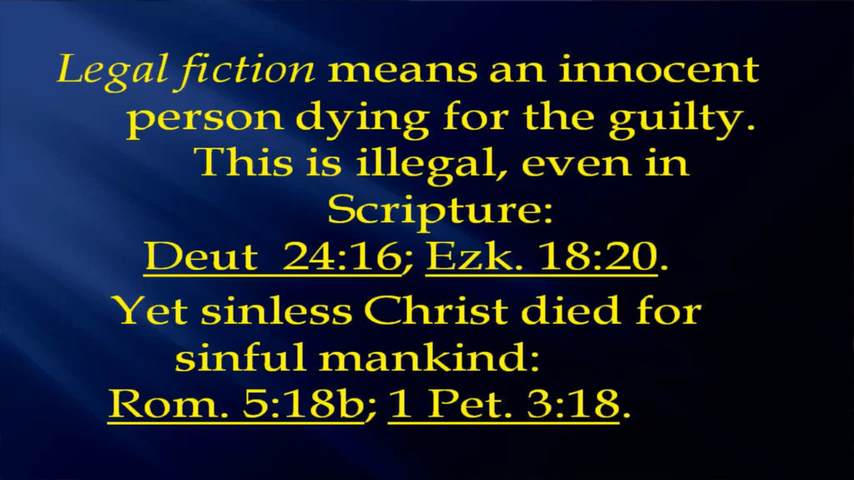 Legal fiction means an innocent
person dying for the guilty.
This is illegal, even in
Scripture:
Deut  24:16; Ezk. 18:20.
Yet sinless Christ died for
sinful mankind:
Rom. 5:18b; 1 Pet. 3:18.